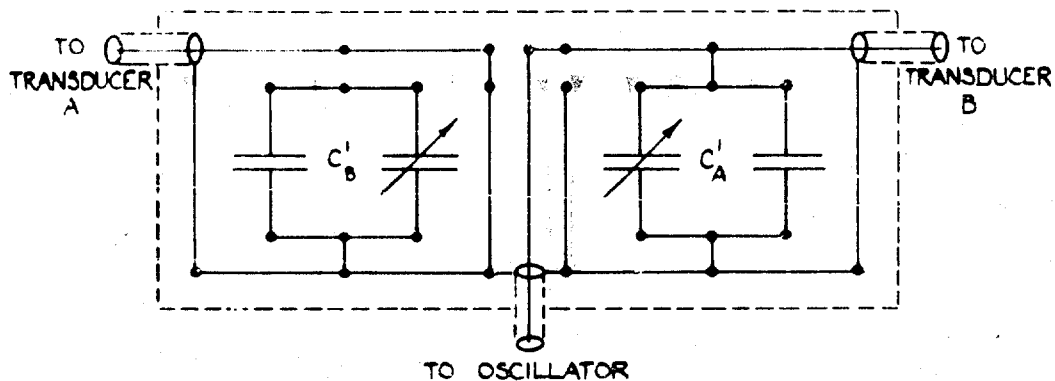 TO
TRANSDUCER
A
C'B
C'A
TO
TRANSDUCER
B
TO OSCILLATOR